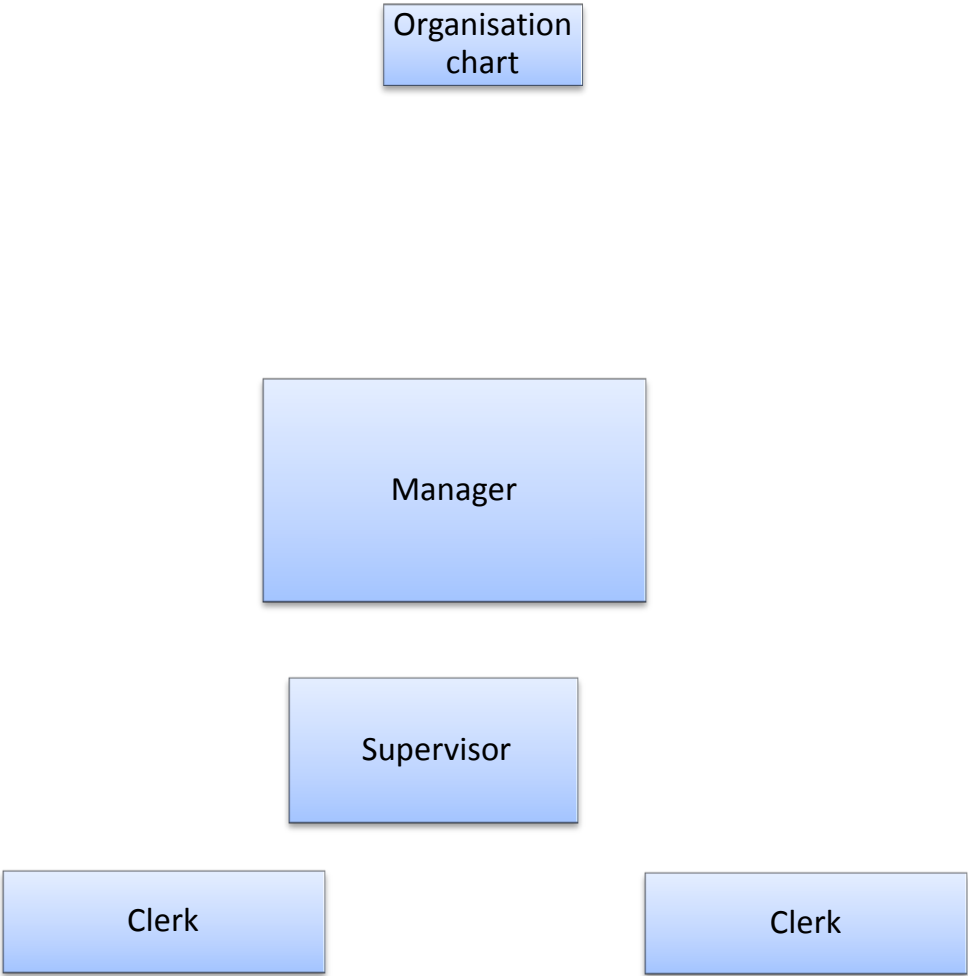 Organisation
chart
Manager
Supervisor
Clerk
Clerk